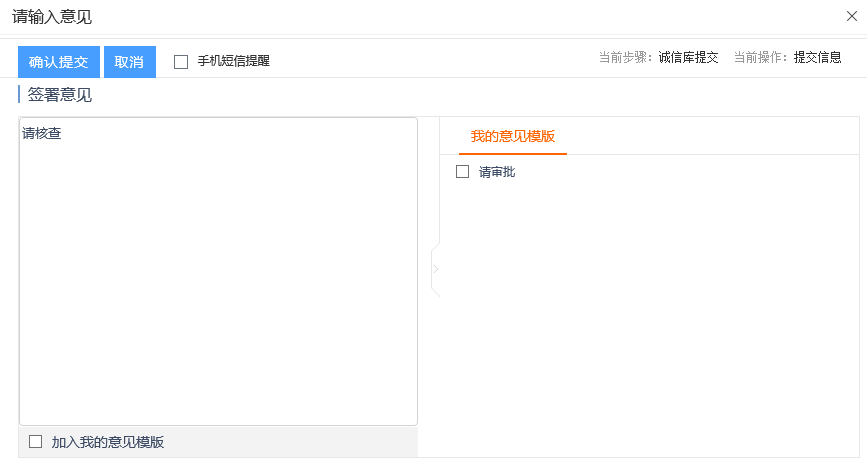 请输入意见
确认提交 取消 手机短信提醒 当前步骤：诚信库提交 当前操作：提交信息
签署意见
请核查
我的意见模版
请审批
加入我的意见模版